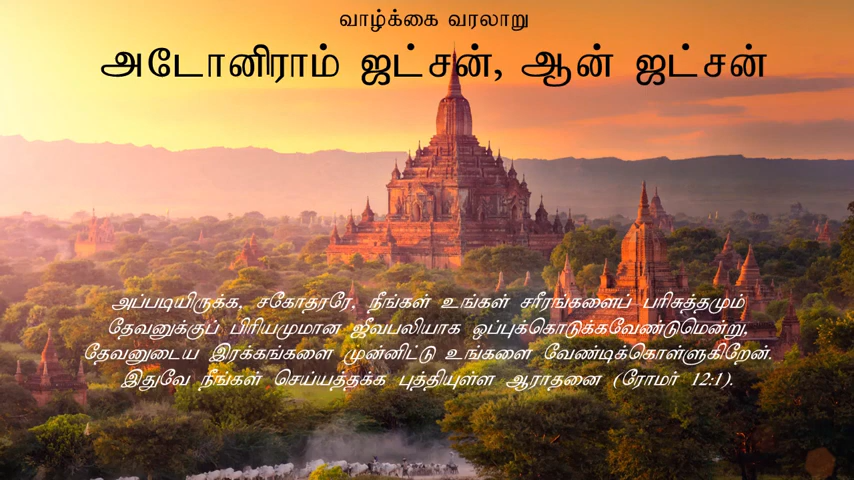 வாழ்க்கை வரலாறு
அடோனிராம் ஜட்சன், ஆன் ஜட்சன்
அப்படியிருக்க, சகோதரரே, நீங்கள் உங்கள் சரீரங்களைப் பரிசுத்தமும்
தேவனுக்குப் பிரியமுமான ஜீவபலியாக ஒப்புக்கொடுக்கவேண்டுமென்று,
தேவனுடைய இரக்கங்களை முன்னிட்டு உங்களை வேண்டிக்கொள்ளுகிறேன்.
இதுவே நீங்கள் செய்யத்தக்க புத்தியுள்ள ஆராதனை (ரோமர் 12:1).